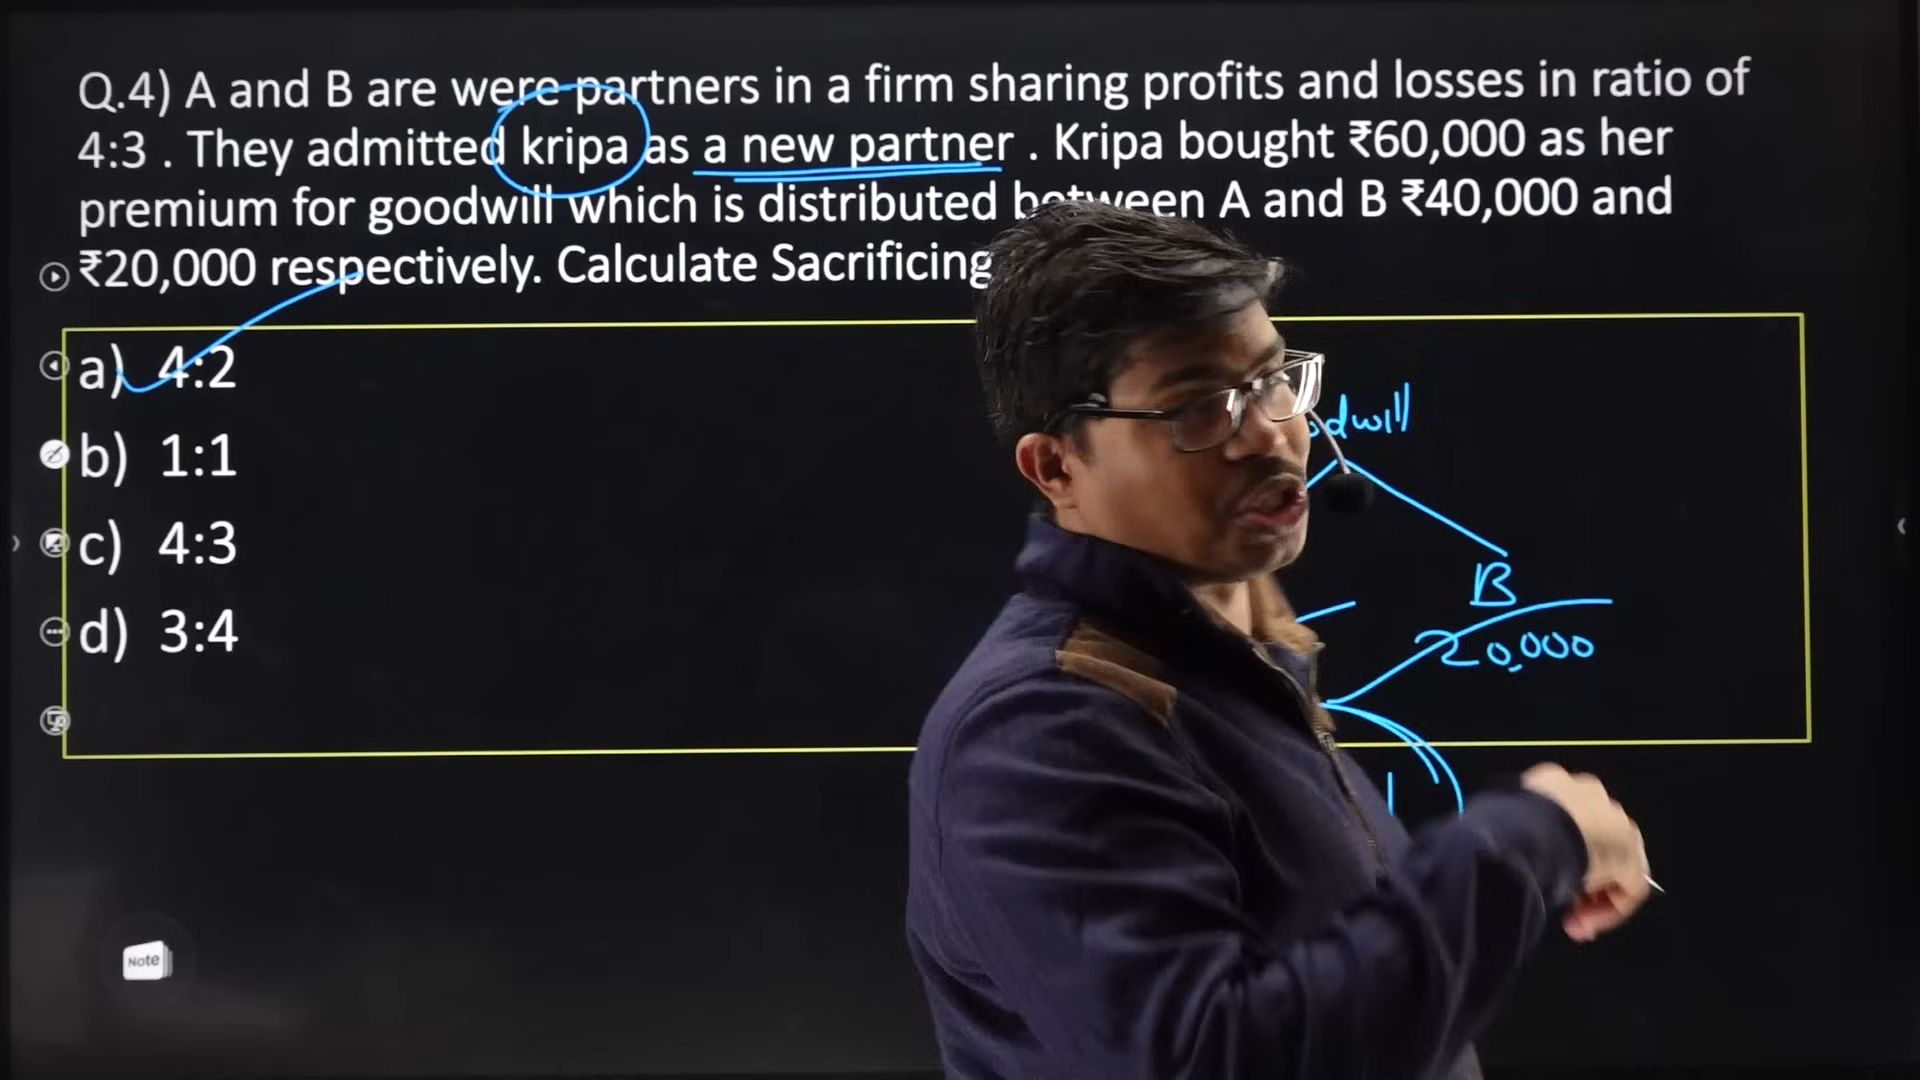 Q.4) A and B are were partners in a firm sharing profits and losses in ratio of
4:3 . They admitted kripa as a new partner . Kripa bought ₹60,000 as her
premium for goodwill which is distributed between A and B ₹40,000 and
₹20,000 respectively. Calculate Sacrificing
a) 4:2
b) 1:1
c) 4:3
d) 3:4
odwill
B
20,000
1
Note